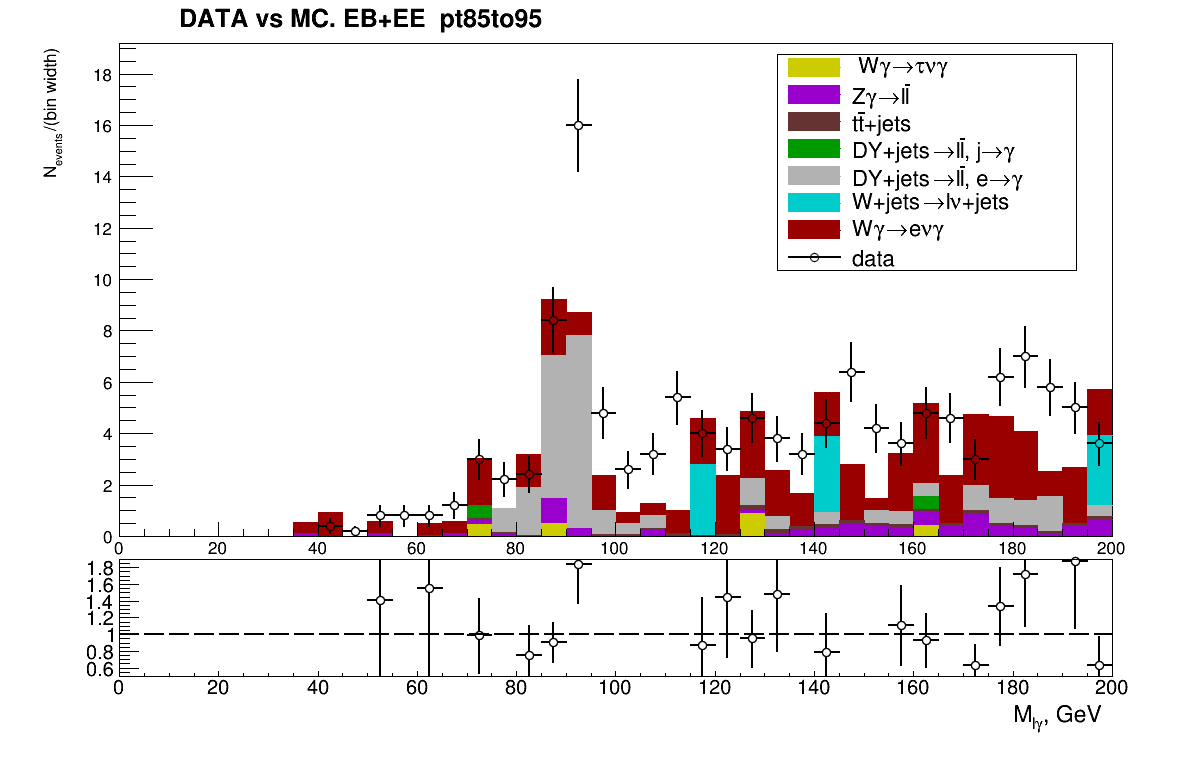 DATA vs MC. EB+EE  pt85to95
N_events /(bin width)
18
16
14
12
10
8
6
4
2
0
0 20 40 60 80 100 120 140 160 180 200
Wγ→τνγ
Zγ→ll̄
tt̄+jets
DY+jets→ll̄, j→γ
DY+jets→ll̄, e→γ
W+jets→lν+jets
Wγ→eνγ
data
1.8
1.6
1.4
1.2
1
0.8
0.6
0 20 40 60 80 100 120 140 160 180 200
M_lγ, GeV